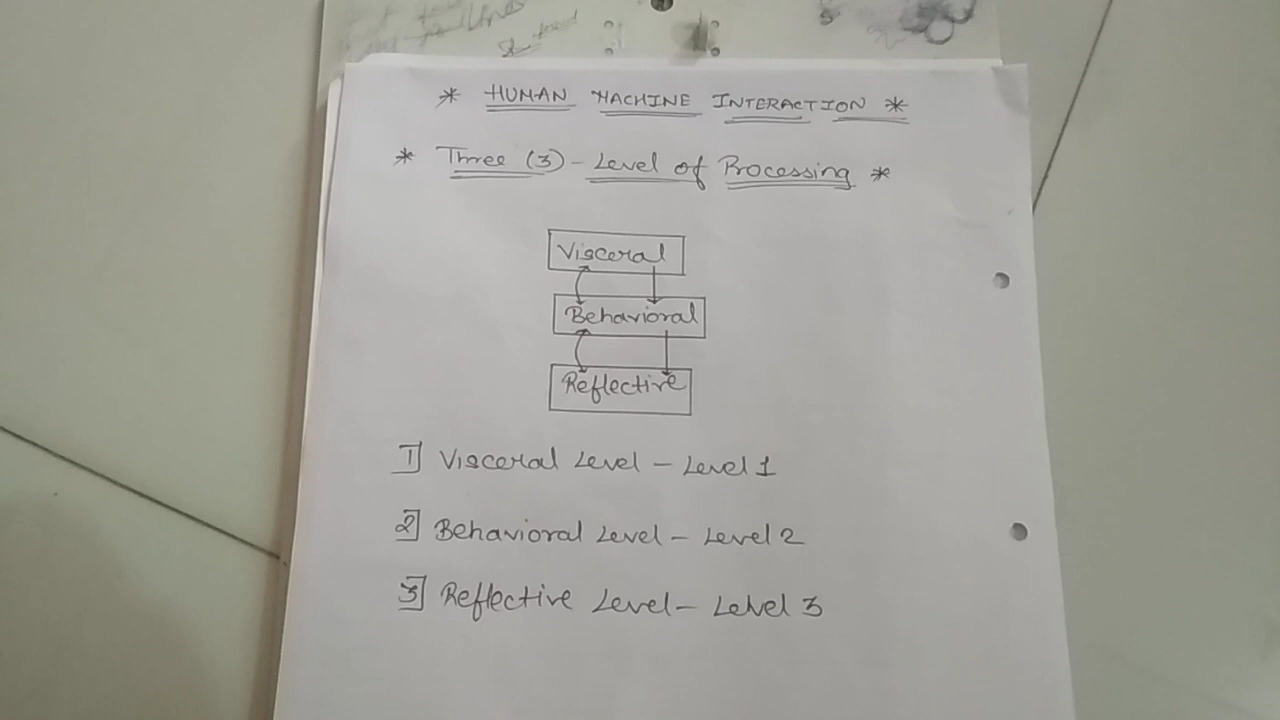 * HUMAN MACHINE INTERACTION *
* Three (3) - Level of Processing *
Visceral
Behavioral
Reflective
1] Visceral Level - Level 1
2] Behavioral Level - Level 2
3] Reflective Level - Level 3